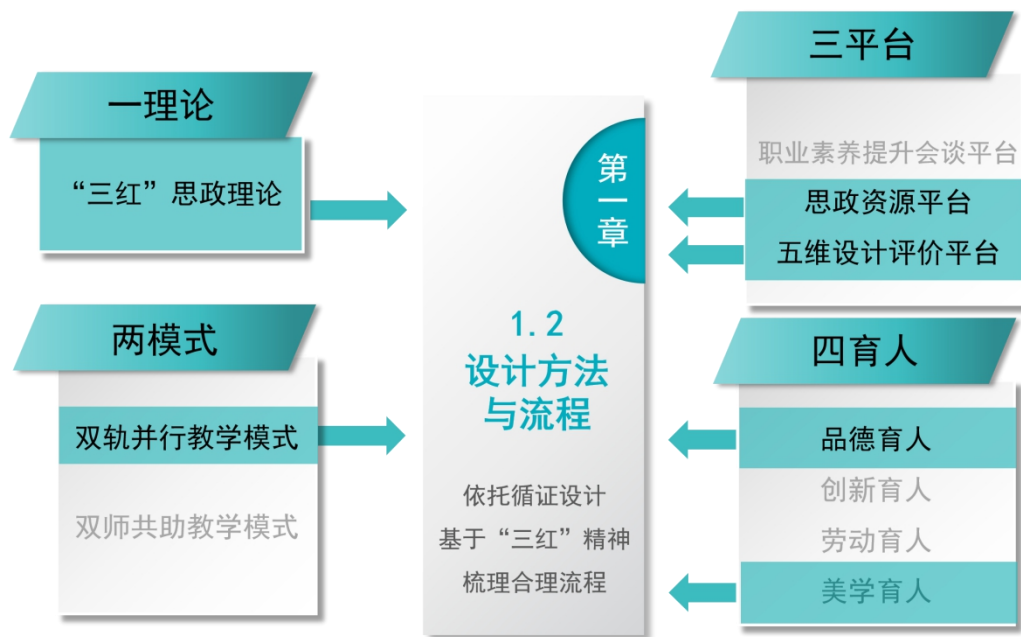 一理论
“三红”思政理论
两模式
双轨并行教学模式
双师共助教学模式
第一章
1.2
设计方法
与流程
依托循证设计
基于“三红”精神
梳理合理流程
三平台
职业素养提升会谈平台
思政资源平台
五维设计评价平台
四育人
品德育人
创新育人
劳动育人
美学育人